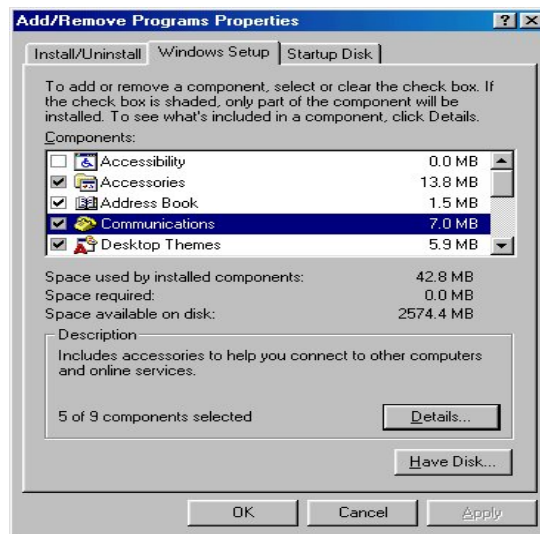 Add/Remove Programs Properties
Install/Uninstall Windows Setup Startup Disk
To add or remove a component, select or clear the check box. If
the check box is shaded, only part of the component will be
installed. To see what's included in a component, click Details.
Components:
Accessibility 0.0 MB
Accessories 13.8 MB
Address Book 1.5 MB
Communications 7.0 MB
Desktop Themes 5.9 MB
Space used by installed components: 42.8 MB
Space required: 0.0 MB
Space available on disk: 2574.4 MB
Description
Includes accessories to help you connect to other computers
and online services.
5 of 9 components selected Details...
Have Disk...
OK Cancel Apply